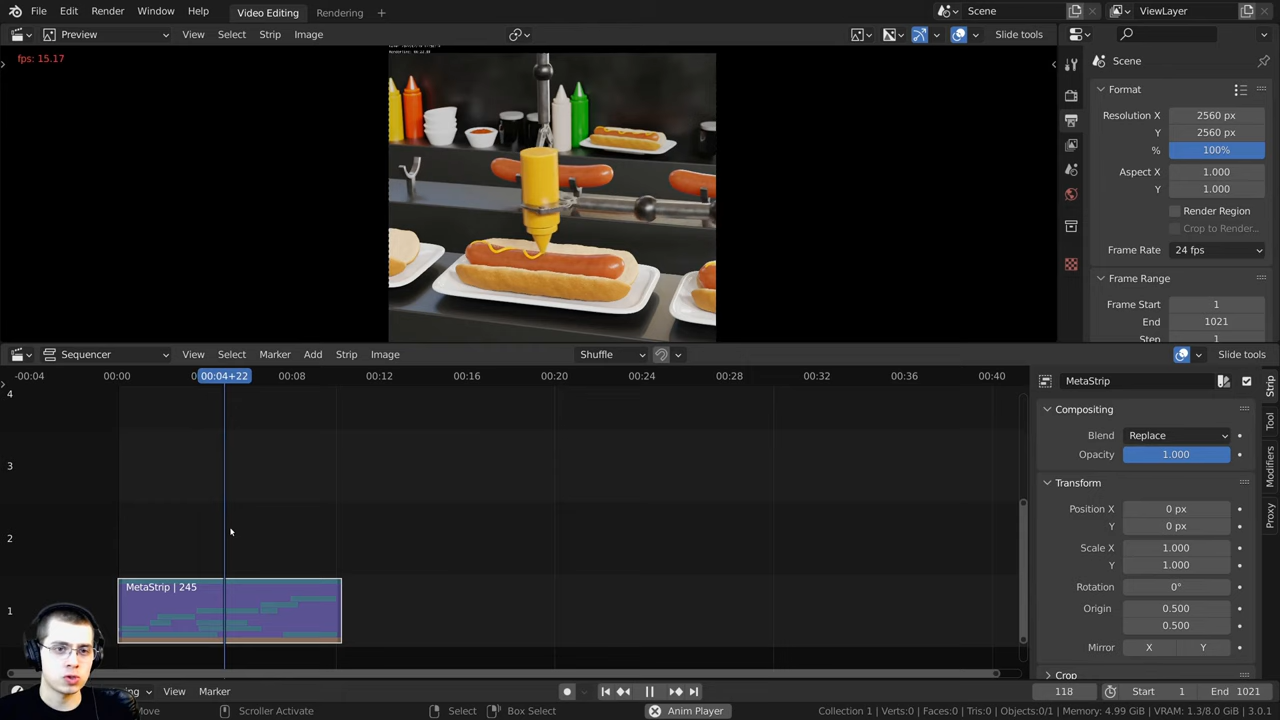 File Edit Render Window Help Video Editing Rendering + Scene ViewLayer
Preview View Select Strip Image Slide tools
fps: 15.17
Scene
Format
Resolution X 2560 px
Y 2560 px
% 100%
Aspect X 1.000
Y 1.000
Render Region
Crop to Render...
Frame Rate 24 fps
Frame Range
Frame Start 1
End 1021
Step 1
Sequencer View Select Marker Add Strip Image Shuffle Slide tools
-00:04 00:00 00:04+22 00:08 00:12 00:16 00:20 00:24 00:28 00:32 00:36 00:40
4
3
2
1
MetaStrip | 245
MetaStrip
Compositing
Blend Replace
Opacity 1.000
Transform
Position X 0 px
Y 0 px
Scale X 1.000
Y 1.000
Rotation 0°
Origin 0.500
0.500
Mirror X Y
Crop
Strip
Tool
Modifiers
Proxy
View Marker 118 Start 1 End 1021
Move Scroller Activate Select Box Select Anim Player Collection 1 | Verts:0 | Faces:0 | Tris:0 | Objects:0/1 | Memory: 4.99 GiB | VRAM: 1.3/8.0 GiB | 3.0.1